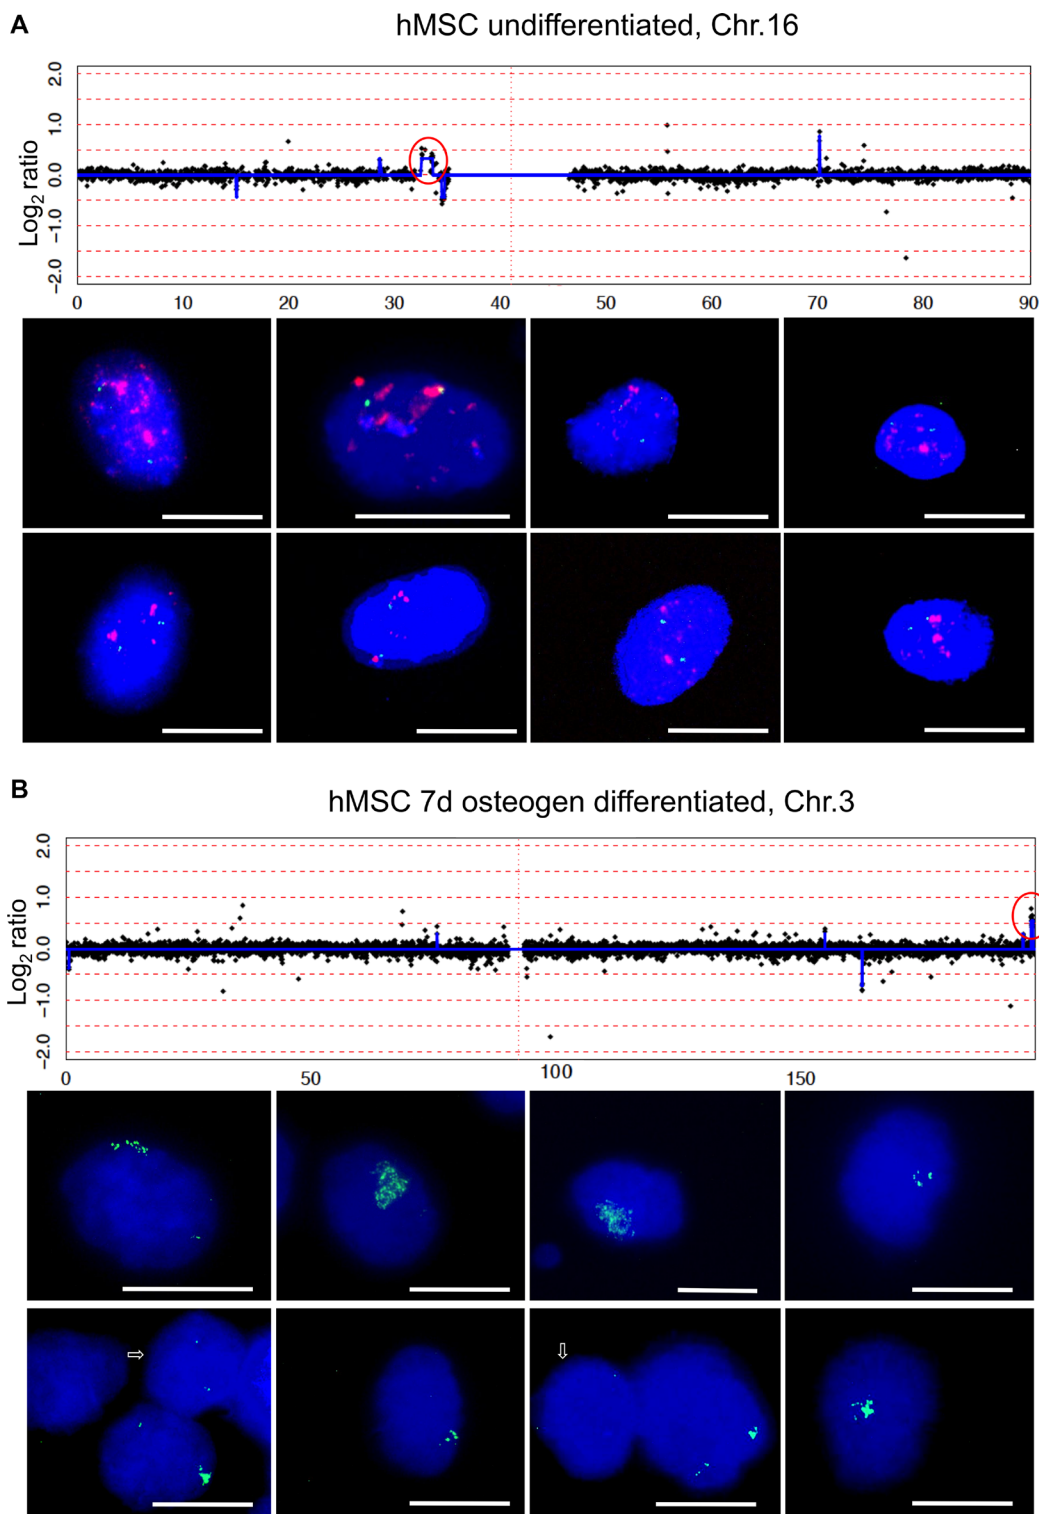 A
hMSC undifferentiated, Chr.16
Log2 ratio
2.0
1.0
0.0
−1.0
−2.0
0 10 20 30 40 50 60 70 80 90
B
hMSC 7d osteogen differentiated, Chr.3
Log2 ratio
2.0
1.0
0.0
−1.0
−2.0
0 50 100 150